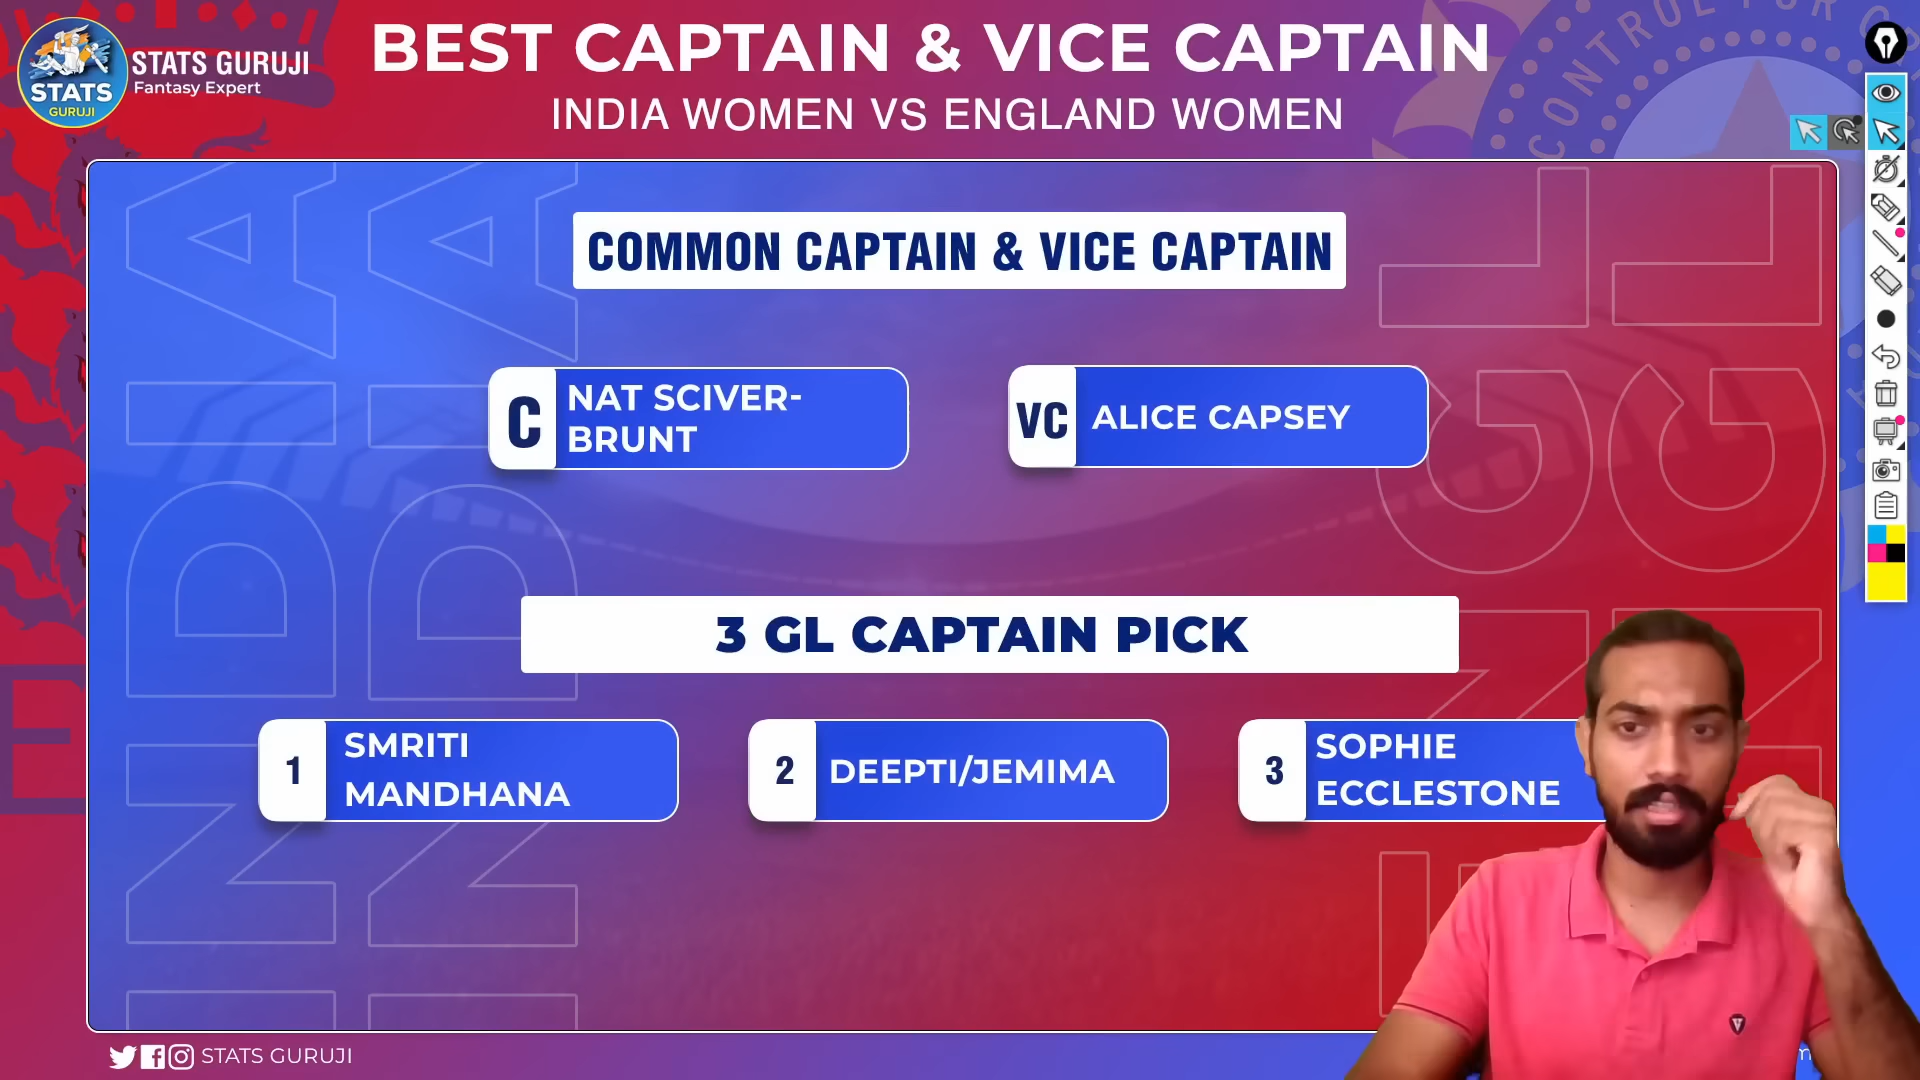 STATS
GURUJI
STATS GURUJI
Fantasy Expert
BEST CAPTAIN & VICE CAPTAIN
INDIA WOMEN VS ENGLAND WOMEN
COMMON CAPTAIN & VICE CAPTAIN
C NAT SCIVER-
BRUNT
VC ALICE CAPSEY
3 GL CAPTAIN PICK
1 SMRITI
MANDHANA
2 DEEPTI/JEMIMA
3 SOPHIE
ECCLESTONE
STATS GURUJI